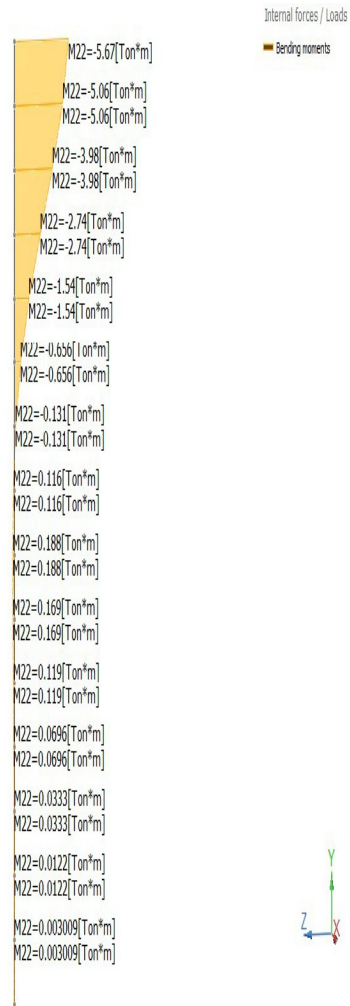 Internal forces / Loads
Bending moments
M22=-5.67[Ton*m]
M22=-5.06[Ton*m]
M22=-5.06[Ton*m]
M22=-3.98[Ton*m]
M22=-3.98[Ton*m]
M22=-2.74[Ton*m]
M22=-2.74[Ton*m]
M22=-1.54[Ton*m]
M22=-1.54[Ton*m]
M22=-0.656[Ton*m]
M22=-0.656[Ton*m]
M22=-0.131[Ton*m]
M22=-0.131[Ton*m]
M22=0.116[Ton*m]
M22=0.116[Ton*m]
M22=0.188[Ton*m]
M22=0.188[Ton*m]
M22=0.169[Ton*m]
M22=0.169[Ton*m]
M22=0.119[Ton*m]
M22=0.119[Ton*m]
M22=0.0696[Ton*m]
M22=0.0696[Ton*m]
M22=0.0333[Ton*m]
M22=0.0333[Ton*m]
M22=0.0122[Ton*m]
M22=0.0122[Ton*m]
M22=0.003009[Ton*m]
M22=0.003009[Ton*m]
Y
Z
X